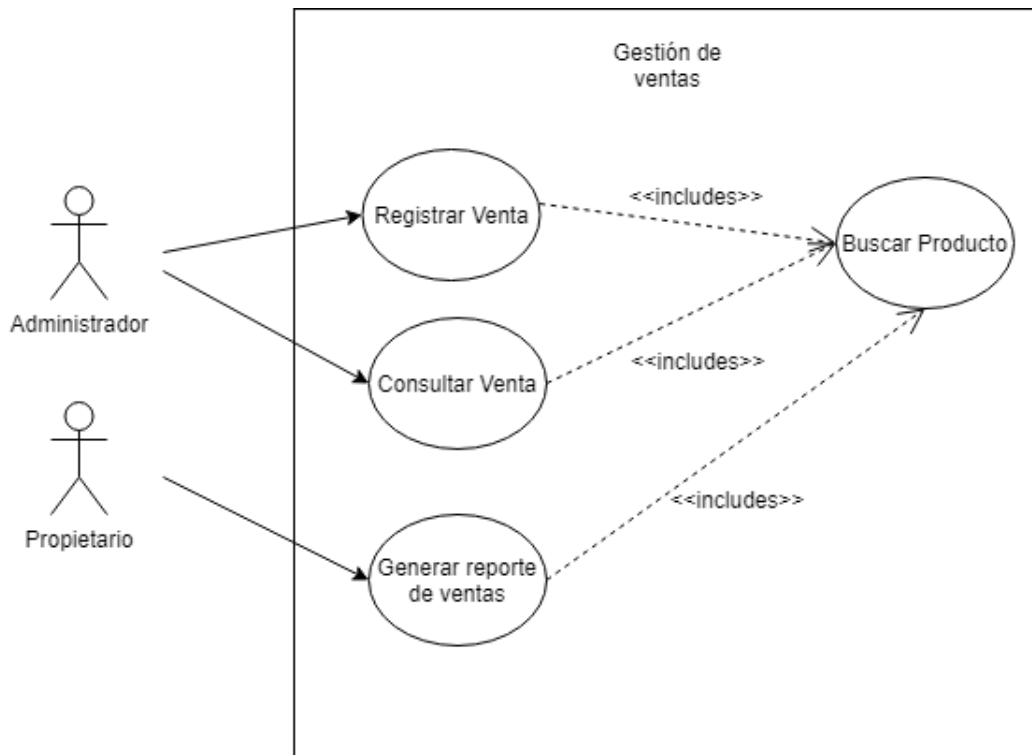 Gestión de
ventas
Registrar Venta
<<includes>>
Buscar Producto
Administrador
Consultar Venta
<<includes>>
Propietario
<<includes>>
Generar reporte
de ventas